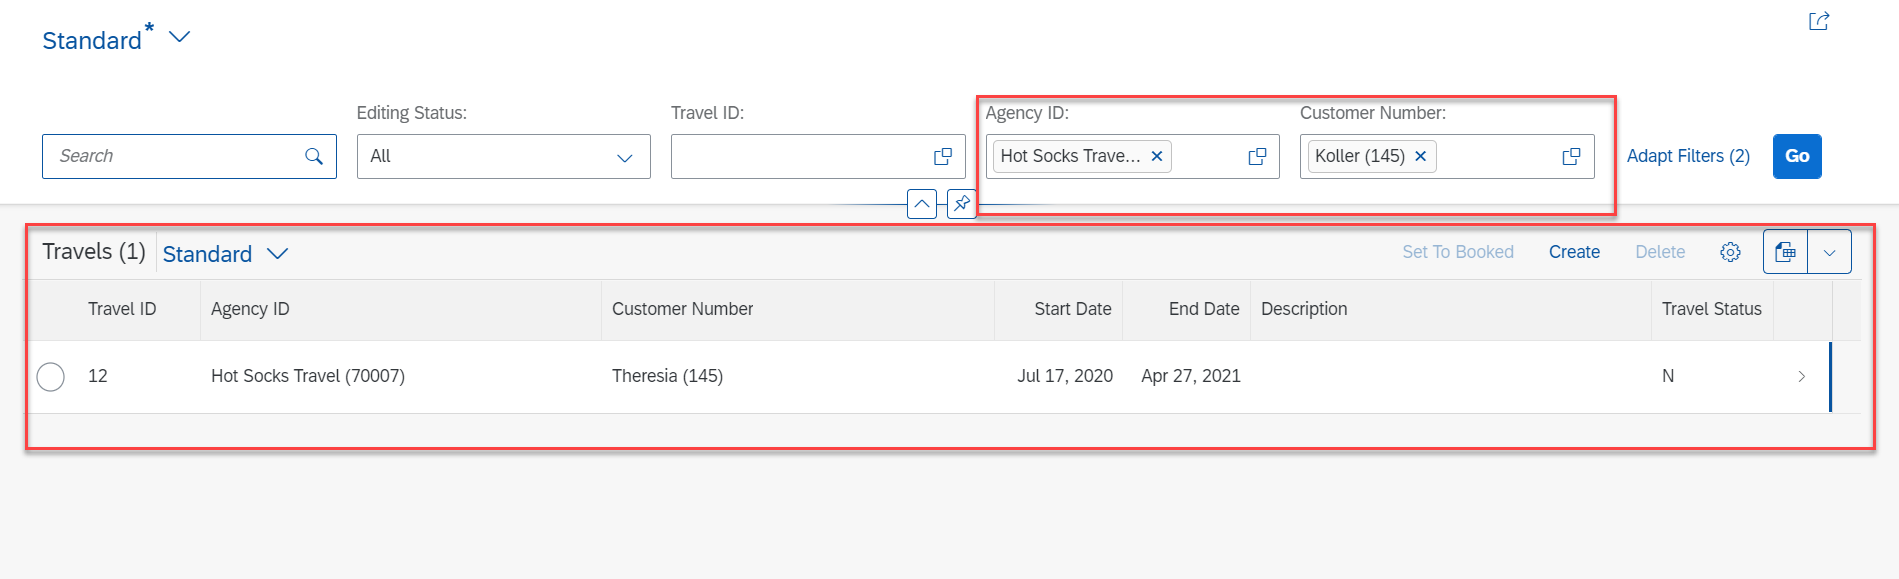 Standard*
Editing Status:
Travel ID:
Agency ID:
Customer Number:
Search
All
Hot Socks Trave...
Koller (145)
Adapt Filters (2)
Go
Travels (1)
Standard
Set To Booked
Create
Delete
Travel ID Agency ID Customer Number Start Date End Date Description Travel Status
12 Hot Socks Travel (70007) Theresia (145) Jul 17, 2020 Apr 27, 2021 N